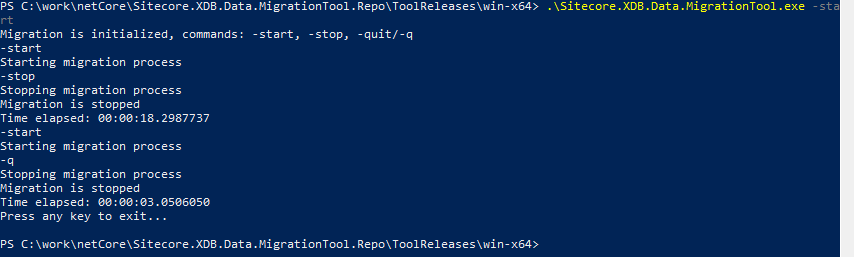 PS C:\work\netCore\Sitecore.XDB.Data.MigrationTool.Repo\ToolReleases\win-x64> .\Sitecore.XDB.Data.MigrationTool.exe -sta
rt
Migration is initialized, commands: -start, -stop, -quit/-q
-start
Starting migration process
-stop
Stopping migration process
Migration is stopped
Time elapsed: 00:00:18.2987737
-start
Starting migration process
-q
Stopping migration process
Migration is stopped
Time elapsed: 00:00:03.0506050
Press any key to exit...
PS C:\work\netCore\Sitecore.XDB.Data.MigrationTool.Repo\ToolReleases\win-x64>